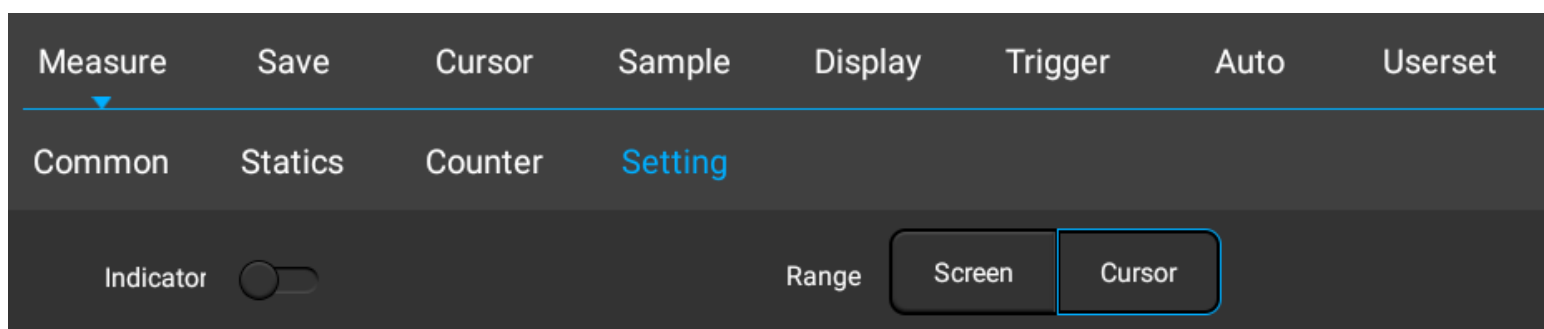 Measure Save Cursor Sample Display Trigger Auto Userset
Common Statics Counter Setting
Indicator Range Screen Cursor